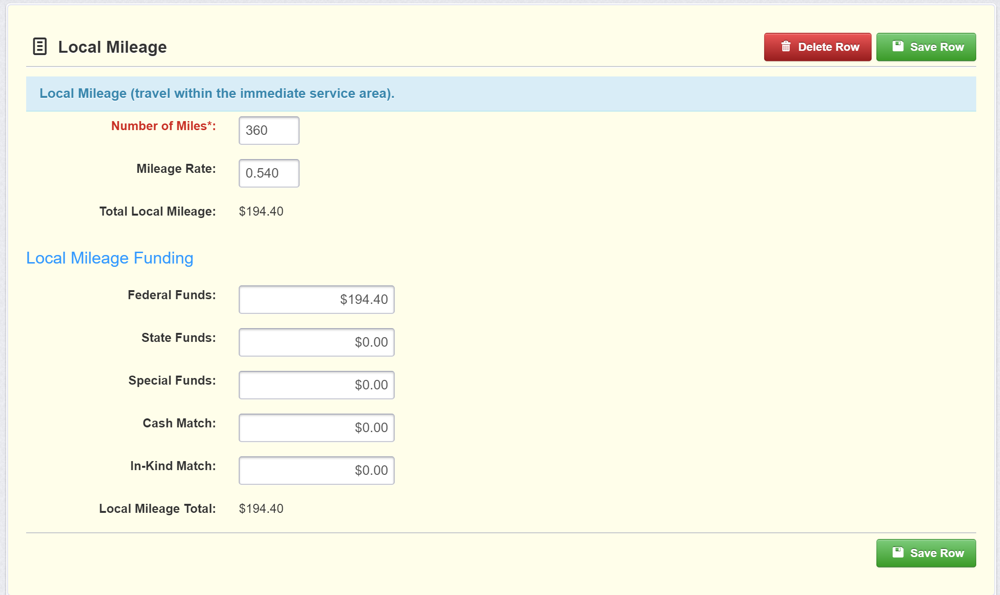 Local Mileage
Delete Row
Save Row
Local Mileage (travel within the immediate service area).
Number of Miles*: 360
Mileage Rate: 0.540
Total Local Mileage: $194.40
Local Mileage Funding
Federal Funds: $194.40
State Funds: $0.00
Special Funds: $0.00
Cash Match: $0.00
In-Kind Match: $0.00
Local Mileage Total: $194.40
Save Row